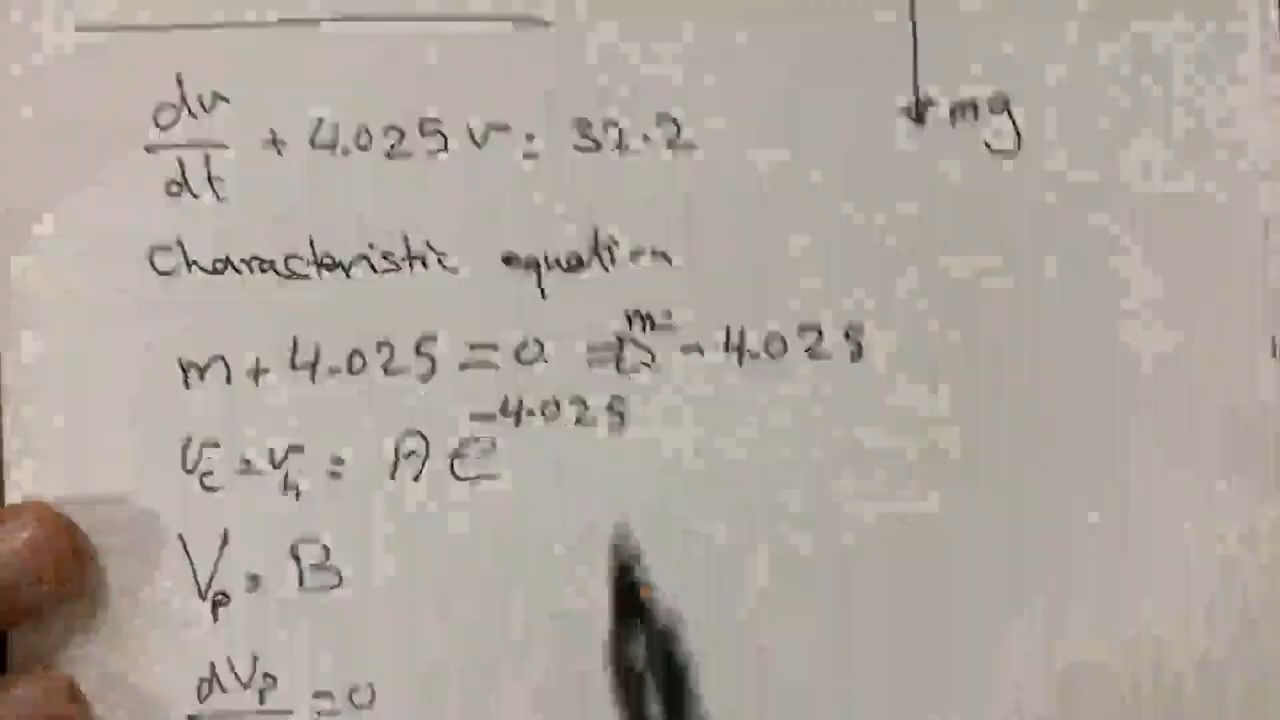 dv/dt + 4.025 v = 32.2
mg
Characteristic equation
m + 4.025 = 0 ⇒ m = - 4.025
v_c = v_h = A e^-4.025
V_p = B
dV_p = 0